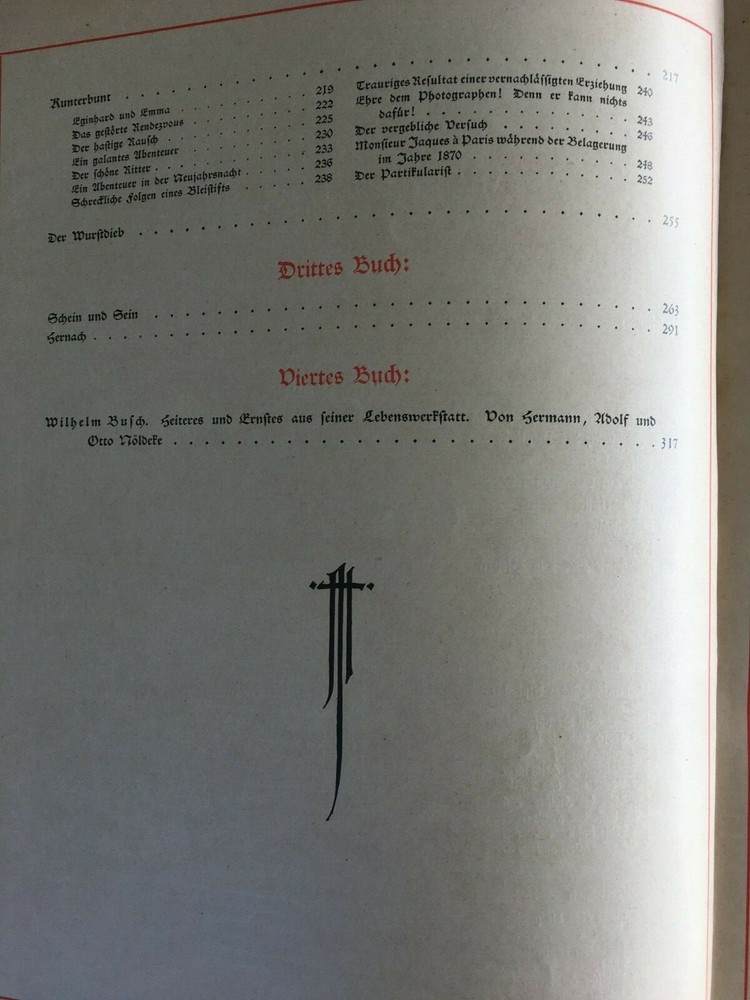 Kunterbunt . . . . . . . . . . . . . . . . . . . . 217
Eginhard und Emma . . . . . . . 219
Das gestörte Rendezvous . . . . . . 222
Der hastige Rausch . . . . . . . 225
Ein galantes Abenteuer . . . . . . 230
Der schöne Ritter . . . . . . . . 233
Ein Abenteuer in der Neujahrsnacht . . . 236
Schreckliche Folgen eines Bleistifts . . . . 238
Trauriges Resultat einer vernachlässigten Erziehung 240
Ehre dem Photographen! Denn er kann nichts
dafür! . . . . . . . . . . . 243
Der vergebliche Versuch . . . . . . . 246
Monsieur Jaques à Paris während der Belagerung
im Jahre 1870 . . . . . . . . 248
Der Partikularist . . . . . . . . . 252
Der Wurstdieb . . . . . . . . . . . . . . . . . . . . 255
Drittes Buch:
Schein und Sein . . . . . . . . . . . . . . . . . . . . 263
Hernach . . . . . . . . . . . . . . . . . . . . . . 291
Viertes Buch:
Wilhelm Busch. Heiteres und Ernstes aus seiner Lebenswerkstatt. Von Hermann, Adolf und
Otto Nöldeke . . . . . . . . . . . . . . . . . . . . 317